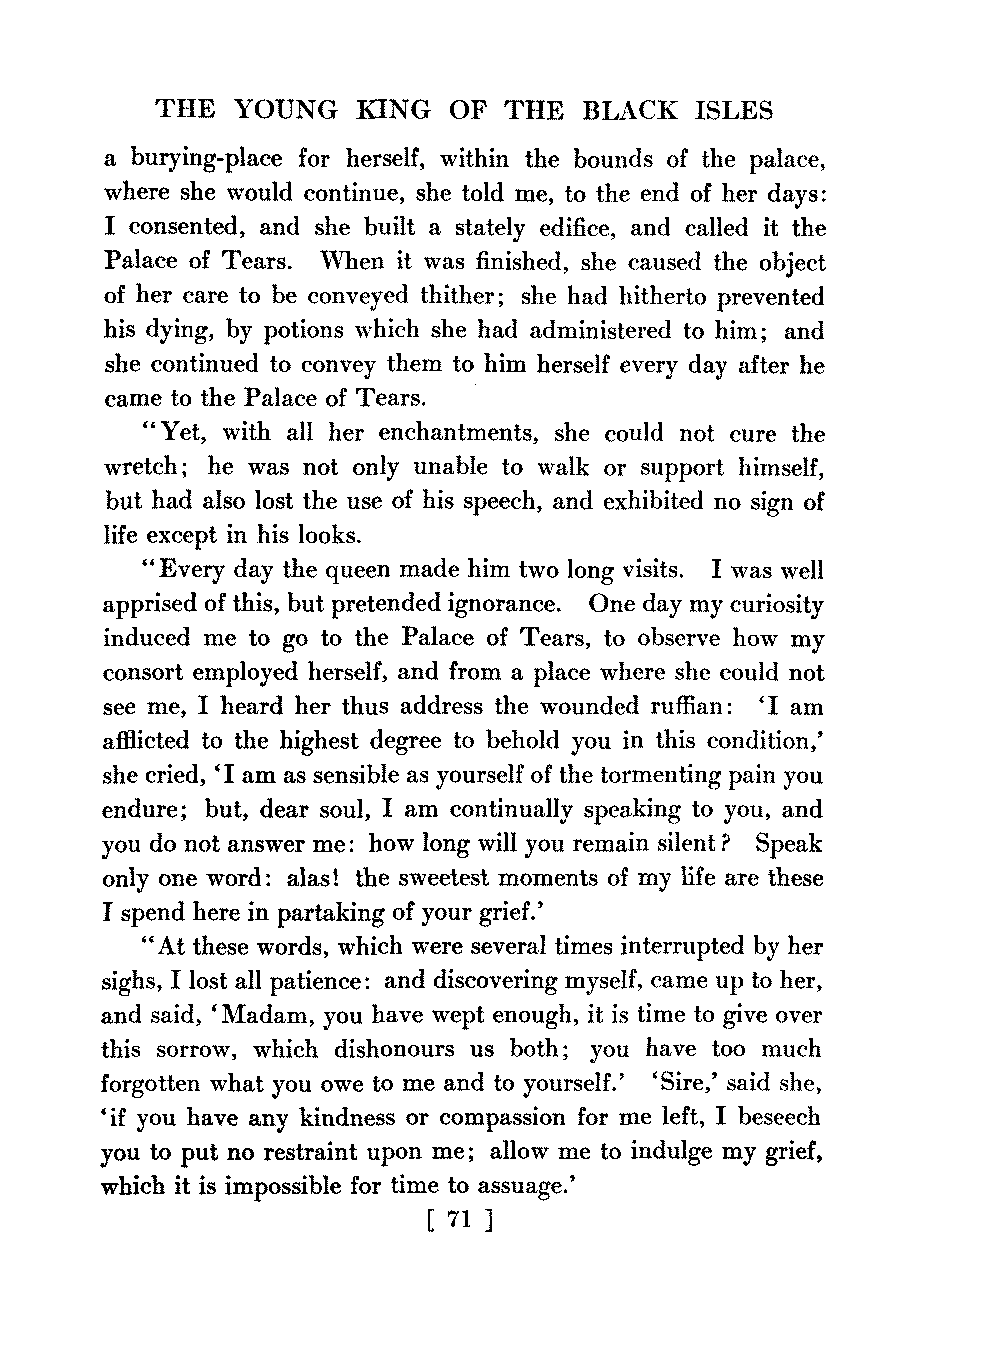 THE YOUNG KING OF THE BLACK ISLES
a burying-place for herself, within the bounds of the palace,
where she would continue, she told me, to the end of her days:
I consented, and she built a stately edifice, and called it the
Palace of Tears. When it was finished, she caused the object
of her care to be conveyed thither; she had hitherto prevented
his dying, by potions which she had administered to him; and
she continued to convey them to him herself every day after he
came to the Palace of Tears.
“Yet, with all her enchantments, she could not cure the
wretch; he was not only unable to walk or support himself,
but had also lost the use of his speech, and exhibited no sign of
life except in his looks.
“Every day the queen made him two long visits. I was well
apprised of this, but pretended ignorance. One day my curiosity
induced me to go to the Palace of Tears, to observe how my
consort employed herself, and from a place where she could not
see me, I heard her thus address the wounded ruffian: ‘I am
afflicted to the highest degree to behold you in this condition,’
she cried, ‘I am as sensible as yourself of the tormenting pain you
endure; but, dear soul, I am continually speaking to you, and
you do not answer me: how long will you remain silent? Speak
only one word: alas! the sweetest moments of my life are these
I spend here in partaking of your grief.’
“At these words, which were several times interrupted by her
sighs, I lost all patience: and discovering myself, came up to her,
and said, ‘Madam, you have wept enough, it is time to give over
this sorrow, which dishonours us both; you have too much
forgotten what you owe to me and to yourself.’ ‘Sire,’ said she,
‘if you have any kindness or compassion for me left, I beseech
you to put no restraint upon me; allow me to indulge my grief,
which it is impossible for time to assuage.’
[ 71 ]